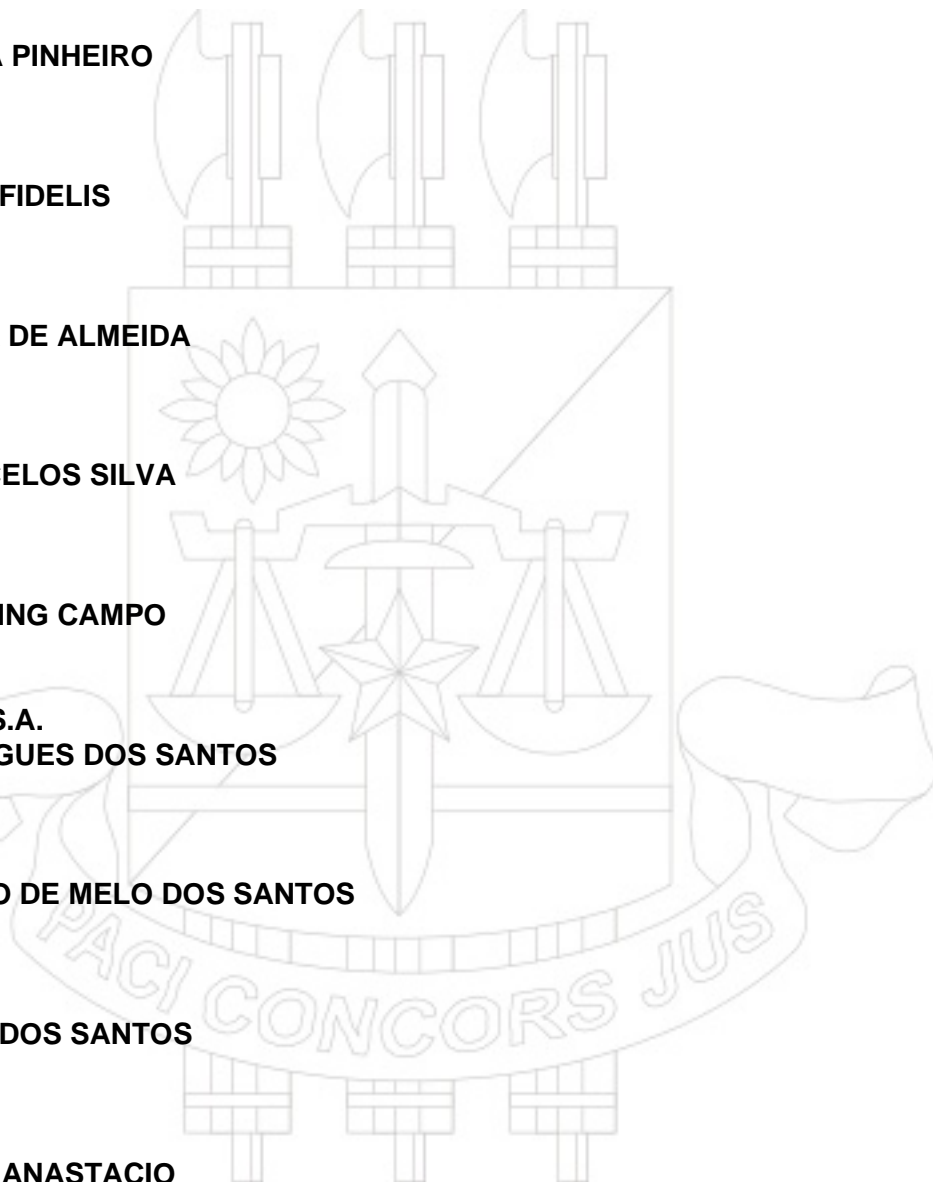 A PINHEIRO
FIDELIS
DE ALMEIDA
ELOS SILVA
ING CAMPO
S.A.
GUES DOS SANTOS
O DE MELO DOS SANTOS
PACI CONCORS JUS
DOS SANTOS
ANASTACIO